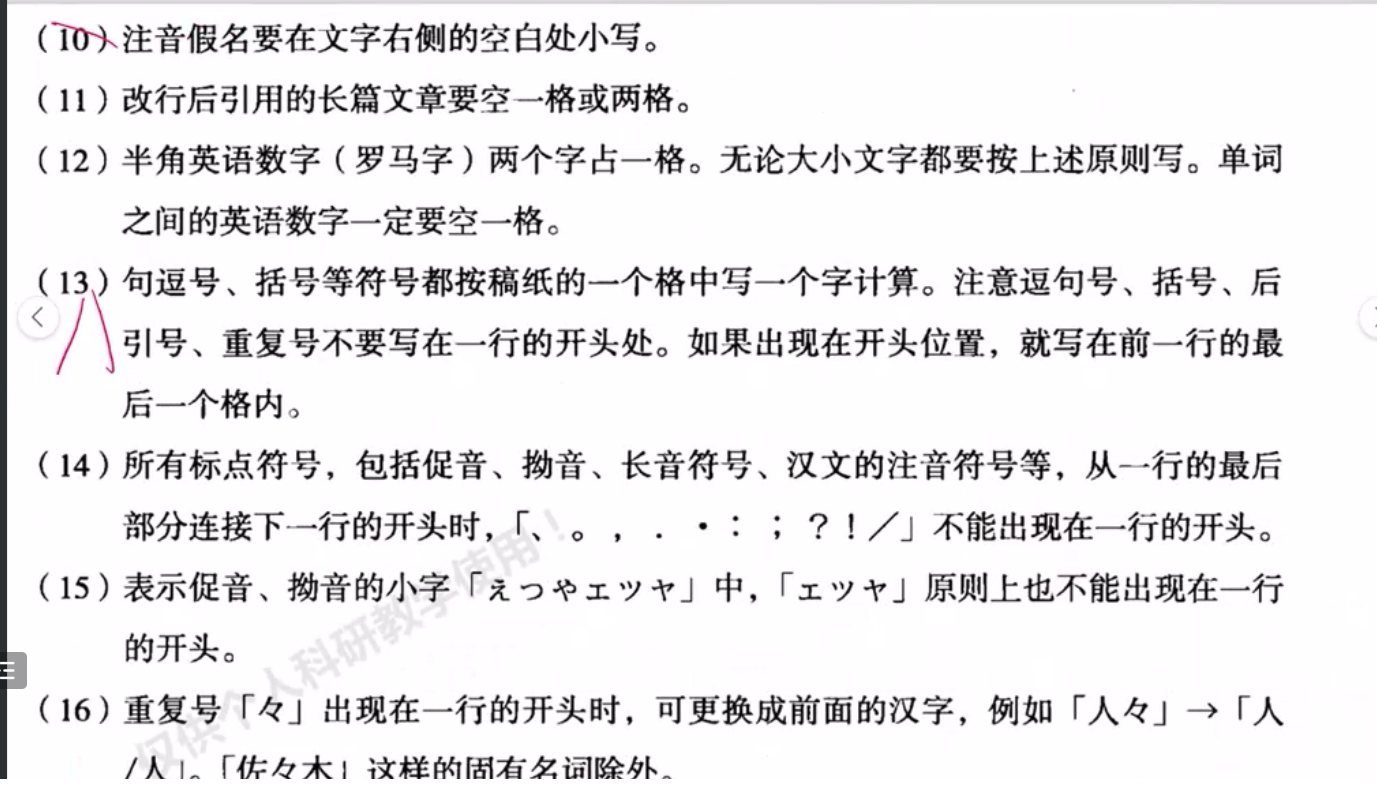 （10）注音假名要在文字右侧的空白处小写。
（11）改行后引用的长篇文章要空一格或两格。
（12）半角英语数字（罗马字）两个字占一格。无论大小文字都要按上述原则写。单词
之间的英语数字一定要空一格。
（13）句逗号、括号等符号都按稿纸的一个格中写一个字计算。注意逗句号、括号、后
引号、重复号不要写在一行的开头处。如果出现在开头位置，就写在前一行的最
后一个格内。
（14）所有标点符号，包括促音、拗音、长音符号、汉文的注音符号等，从一行的最后
部分连接下一行的开头时，「、。，．・：；？！／」不能出现在一行的开头。
（15）表示促音、拗音的小字「ぇっゃェッャ」中，「ェッャ」原则上也不能出现在一行
的开头。
（16）重复号「々」出现在一行的开头时，可更换成前面的汉字，例如「人々」→「人
/人」。「佐々木」这样的固有名词除外。
仅供个人科研教学使用！